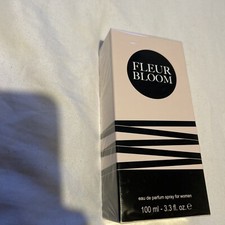 FLEUR
BLOOM
eau de parfum spray for women
100 ml - 3.3 fl. oz. ℮